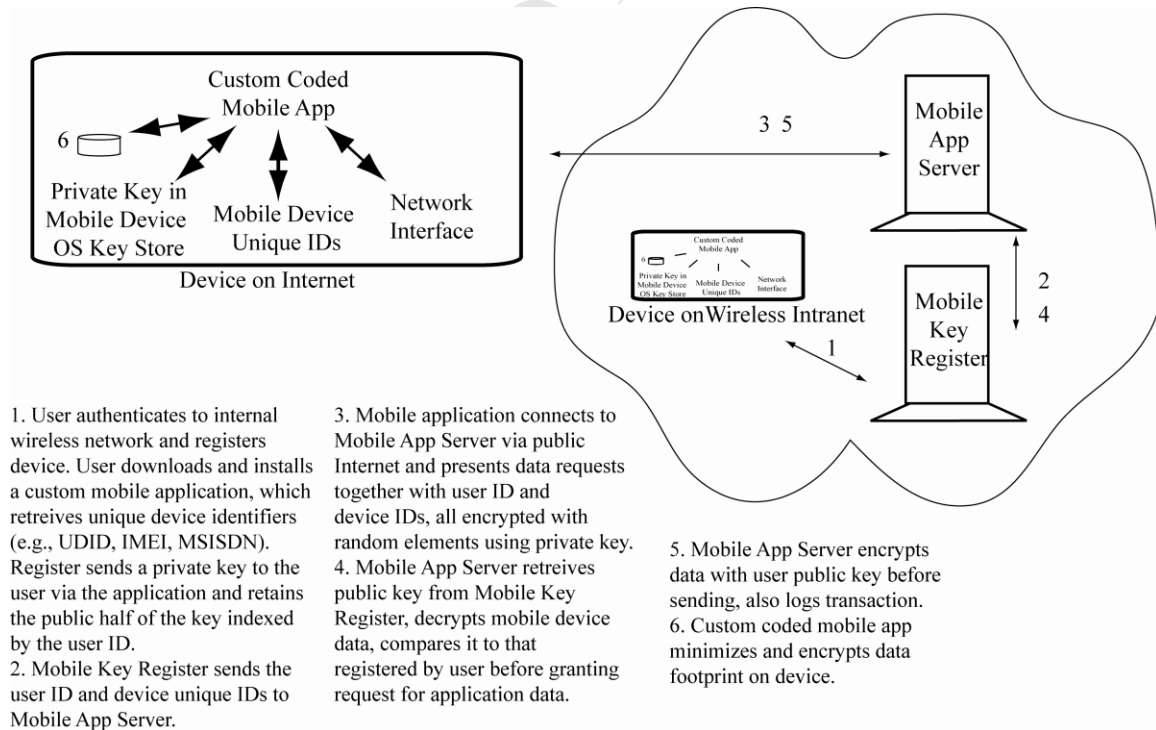 Custom Coded
Mobile App
6
Private Key in
Mobile Device
OS Key Store
Mobile Device
Unique IDs
Network
Interface
Device on Internet
3 5
Mobile
App
Server
Custom Coded
Mobile App
6
Private Key in
Mobile Device
OS Key Store
Mobile Device
Unique IDs
Network
Interface
Device onWireless Intranet
1
2
4
Mobile
Key
Register
1. User authenticates to internal
wireless network and registers
device. User downloads and installs
a custom mobile application, which
retreives unique device identifiers
(e.g., UDID, IMEI, MSISDN).
Register sends a private key to the
user via the application and retains
the public half of the key indexed
by the user ID.
2. Mobile Key Register sends the
user ID and device unique IDs to
Mobile App Server.
3. Mobile application connects to
Mobile App Server via public
Internet and presents data requests
together with user ID and
device IDs, all encrypted with
random elements using private key.
4. Mobile App Server retreives
public key from Mobile Key
Register, decrypts mobile device
data, compares it to that
registered by user before granting
request for application data.
5. Mobile App Server encrypts
data with user public key before
sending, also logs transaction.
6. Custom coded mobile app
minimizes and encrypts data
footprint on device.